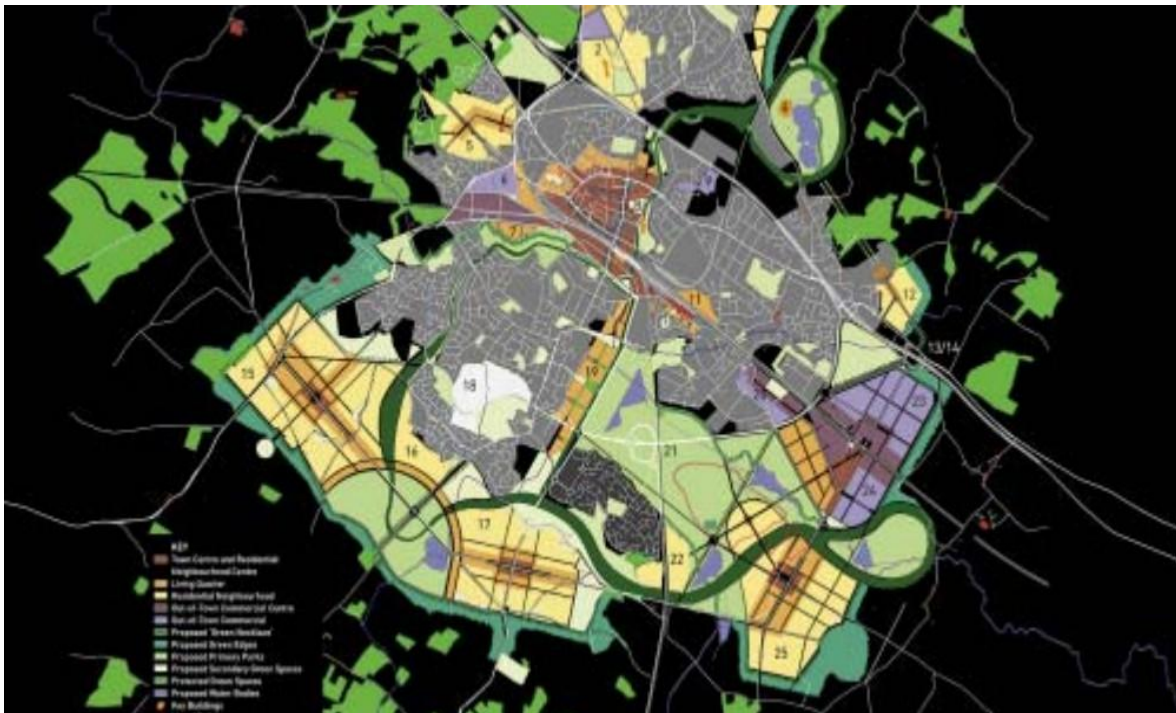 2
5
6
7
11
12
13/14
15
18
19
16
21
23
24
17
22
25
KEY
Town Centre and Residential
Neighbourhood Centre
Living Quarter
Residential Neighbourhood
Out-of-Town Commercial Centre
Out-of-Town Commercial
Proposed 'Green Necklace'
Proposed Green Edges
Proposed Primary Parks
Proposed Secondary Green Spaces
Protected Green Spaces
Proposed Water Bodies
Key Buildings